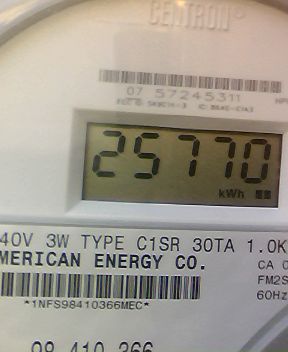 CENTRON®
07 57245311
25770
kWh
40V 3W TYPE C1SR 30TA 1.0K
MERICAN ENERGY CO.
CA 0
FM2S
60Hz
*1NFS98410366MEC*
98 410 366